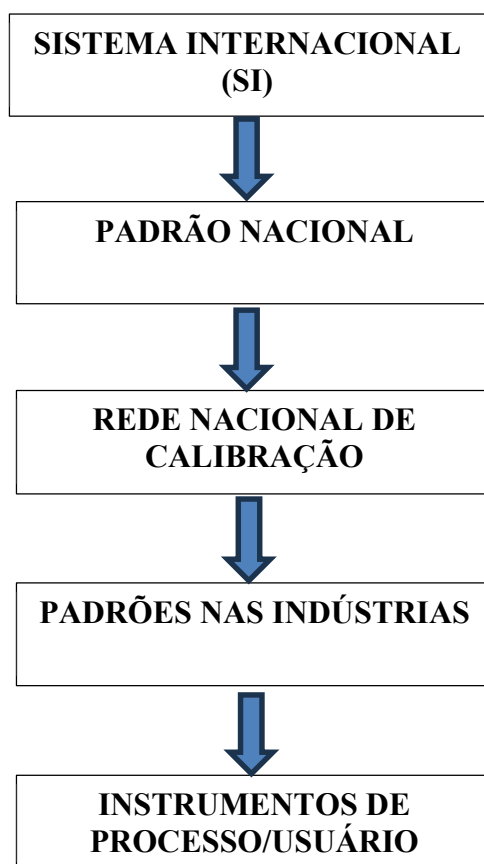 SISTEMA INTERNACIONAL
(SI)
PADRÃO NACIONAL
REDE NACIONAL DE
CALIBRAÇÃO
PADRÕES NAS INDÚSTRIAS
INSTRUMENTOS DE
PROCESSO/USUÁRIO